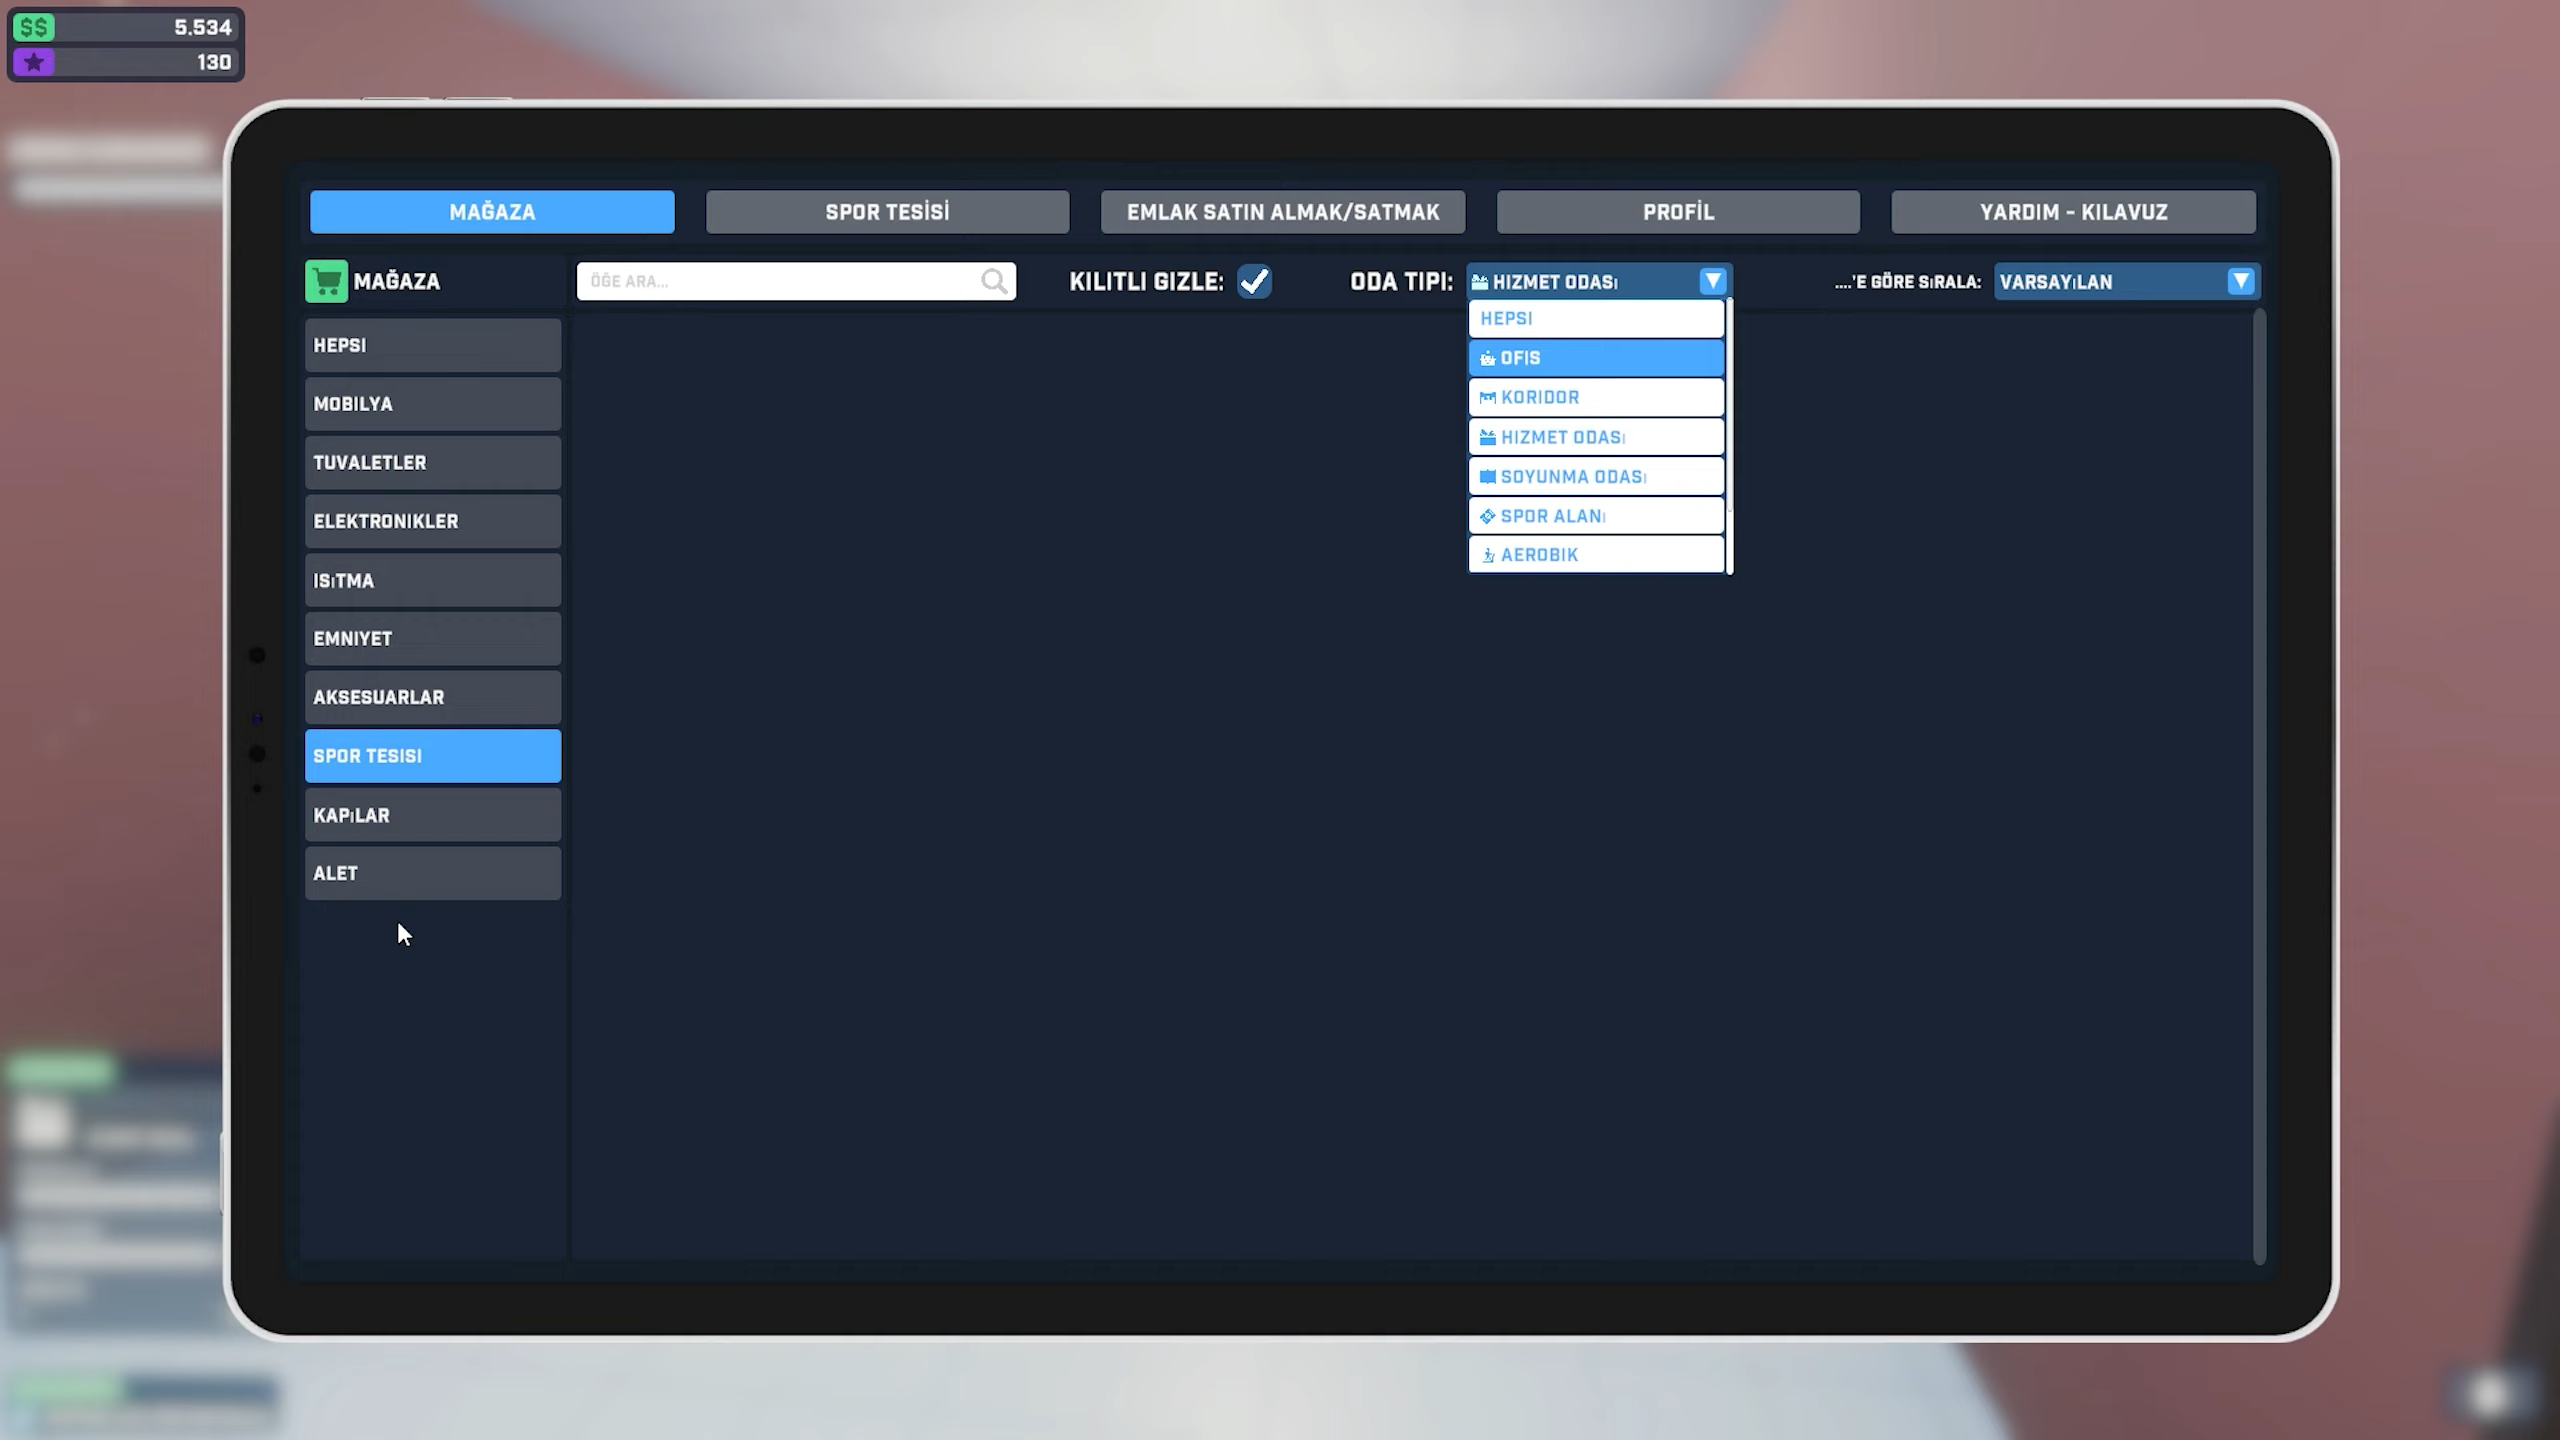 $$ 5.534
130
MAĞAZA
SPOR TESİSİ
EMLAK SATIN ALMAK/SATMAK
PROFİL
YARDIM - KILAVUZ
MAĞAZA
ÖĞE ARA...
KILITLI GIZLE:
ODA TIPI:
HIZMET ODASı
....'E GÖRE SıRALA:
VARSAYıLAN
HEPSI
OFIS
KORIDOR
HIZMET ODASı
SOYUNMA ODASı
SPOR ALANı
AEROBIK
HEPSI
MOBILYA
TUVALETLER
ELEKTRONIKLER
ISıTMA
EMNIYET
AKSESUARLAR
SPOR TESISI
KAPıLAR
ALET